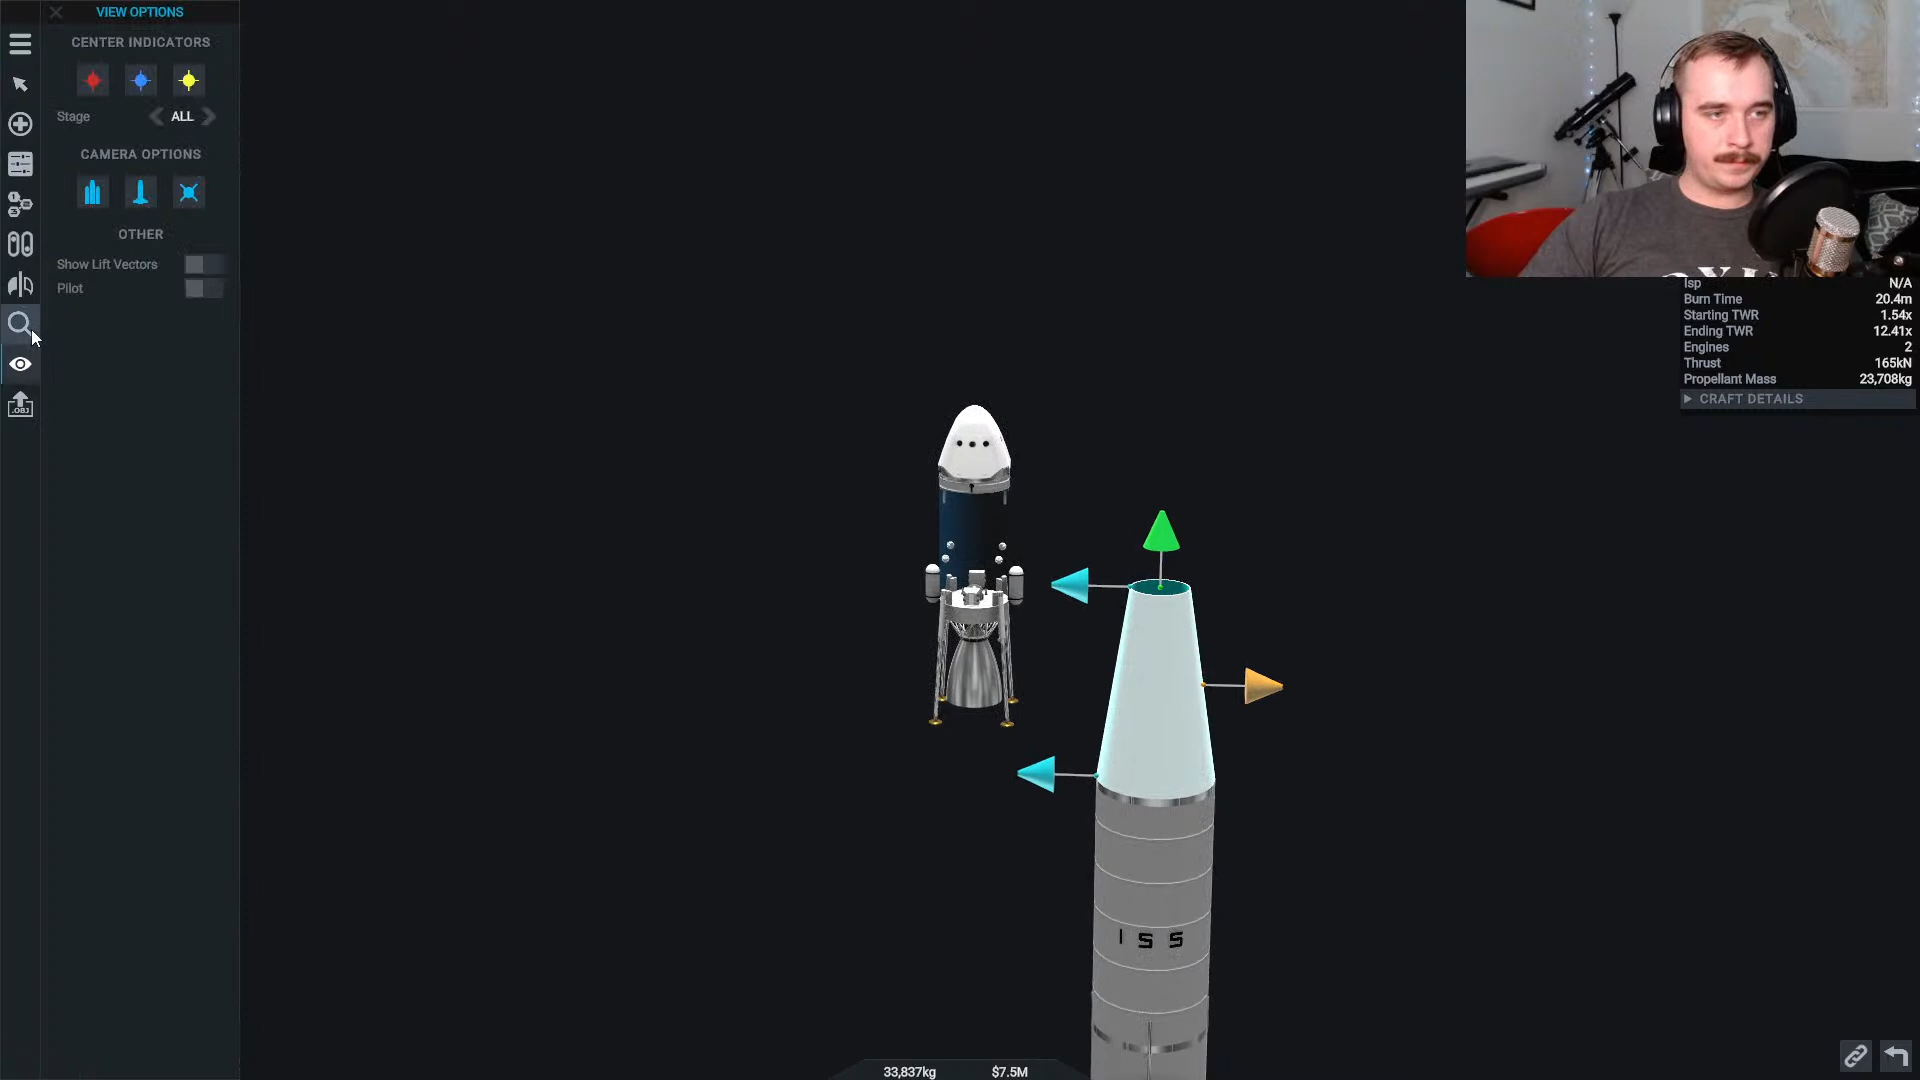 VIEW OPTIONS
CENTER INDICATORS
Stage ALL
CAMERA OPTIONS
OTHER
Show Lift Vectors
Pilot
.OBJ
Isp N/A
Burn Time 20.4m
Starting TWR 1.54x
Ending TWR 12.41x
Engines 2
Thrust 165kN
Propellant Mass 23,708kg
CRAFT DETAILS
ISS
33,837kg $7.5M